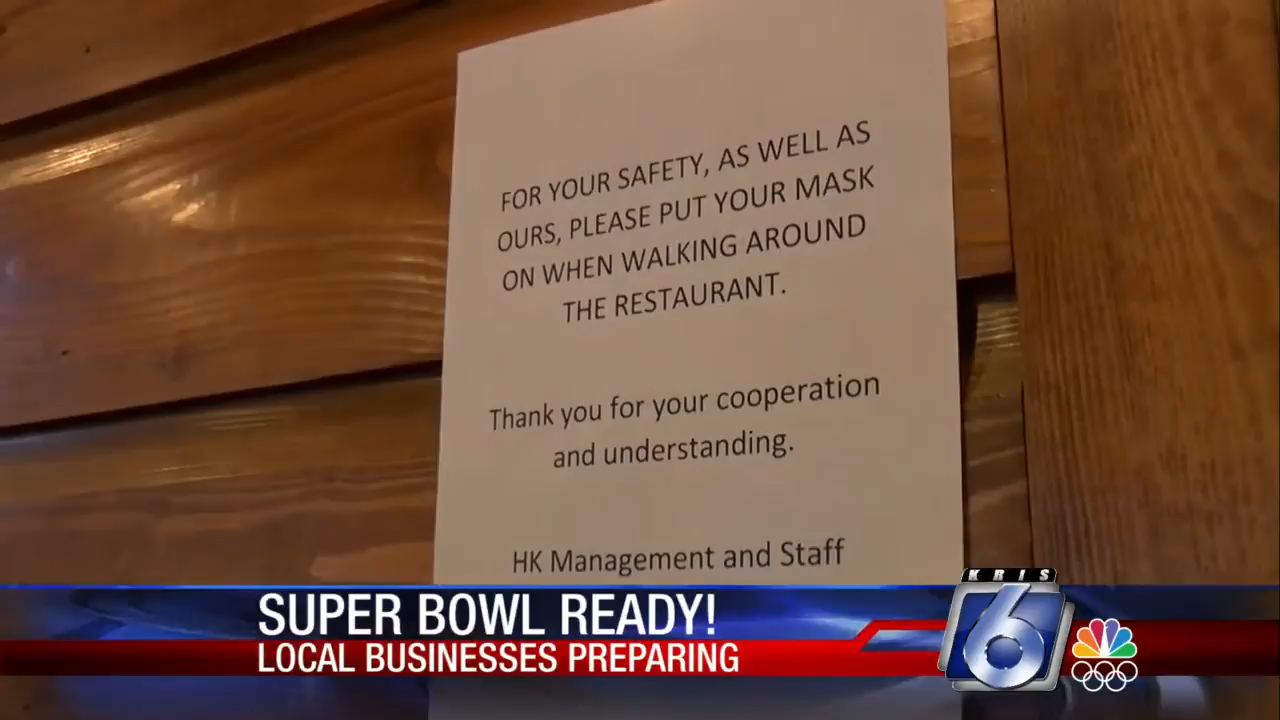 FOR YOUR SAFETY, AS WELL AS
OURS, PLEASE PUT YOUR MASK
ON WHEN WALKING AROUND
THE RESTAURANT.
Thank you for your cooperation
and understanding.
HK Management and Staff
SUPER BOWL READY!
LOCAL BUSINESSES PREPARING
KRIS
6